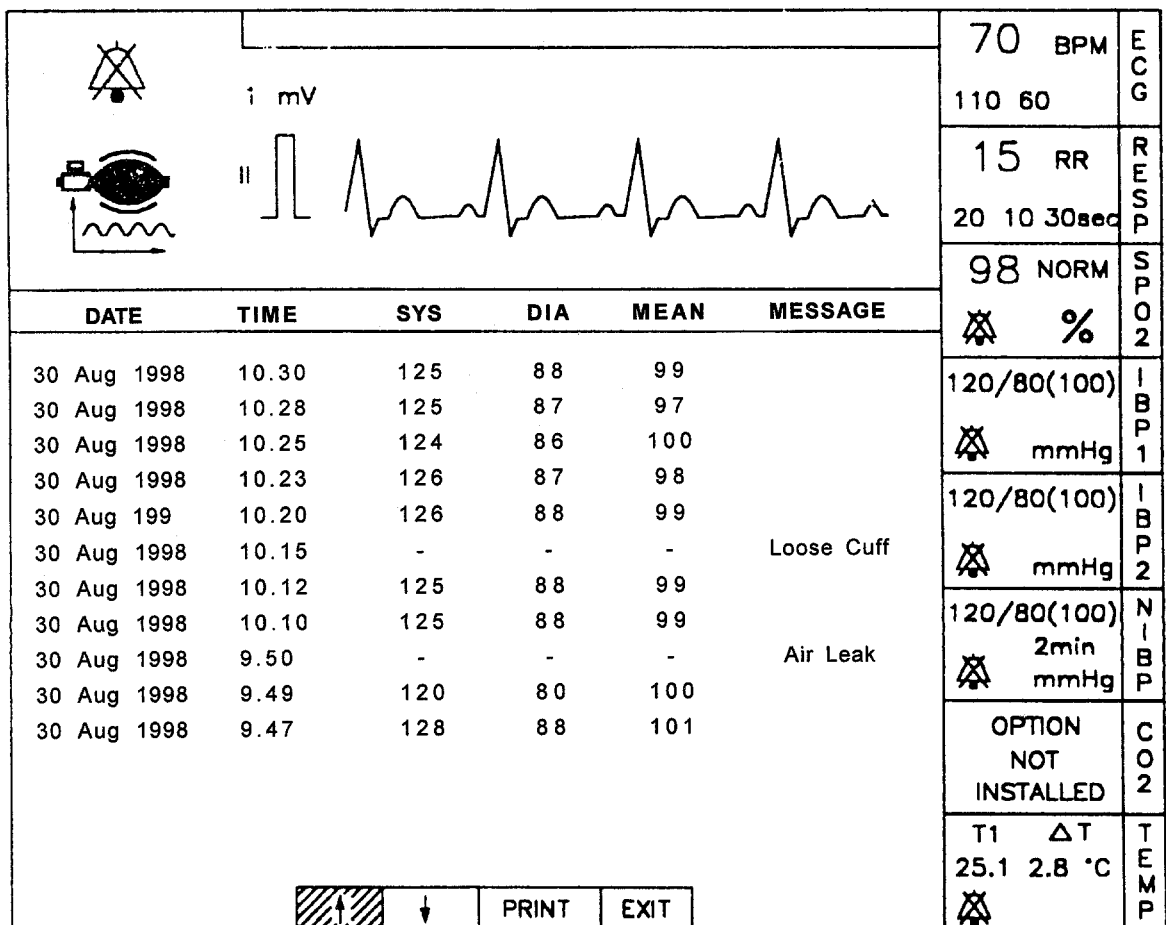 i mV
II
DATE TIME SYS DIA MEAN MESSAGE
30 Aug 1998 10.30 125 88 99
30 Aug 1998 10.28 125 87 97
30 Aug 1998 10.25 124 86 100
30 Aug 1998 10.23 126 87 98
30 Aug 199 10.20 126 88 99
30 Aug 1998 10.15 - - - Loose Cuff
30 Aug 1998 10.12 125 88 99
30 Aug 1998 10.10 125 88 99
30 Aug 1998 9.50 - - - Air Leak
30 Aug 1998 9.49 120 80 100
30 Aug 1998 9.47 128 88 101
↑ ↓ PRINT EXIT
70 BPM
110 60
ECG
15 RR
20 10 30sec
RESP
98 NORM
%
SPO2
120/80(100)
mmHg
IBP1
120/80(100)
mmHg
IBP2
120/80(100)
2min
mmHg
NIBP
OPTION
NOT
INSTALLED
CO2
T1 △T
25.1 2.8 °C
TEMP